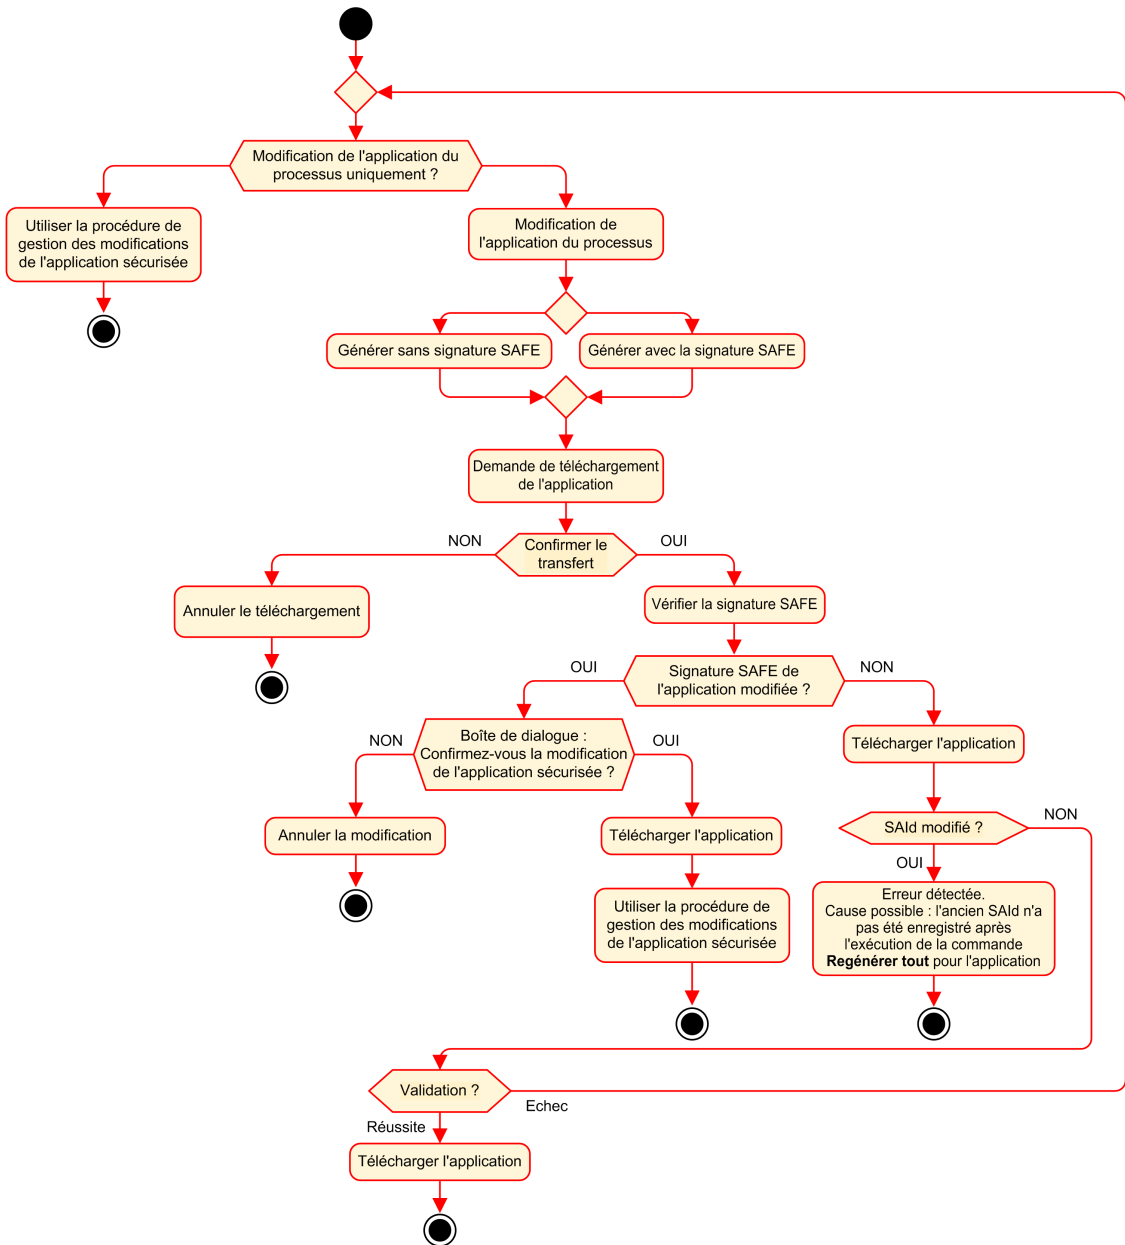 Modification de l'application du
processus uniquement ?
Utiliser la procédure de
gestion des modifications
de l'application sécurisée
Modification de
l'application du processus
Générer sans signature SAFE
Générer avec la signature SAFE
Demande de téléchargement
de l'application
NON
Confirmer le
transfert
OUI
Annuler le téléchargement
Vérifier la signature SAFE
OUI
Signature SAFE de
l'application modifiée ?
NON
NON
Boîte de dialogue :
Confirmez-vous la modification
de l'application sécurisée ?
OUI
Télécharger l'application
Annuler la modification
Télécharger l'application
SAId modifié ?
NON
OUI
Utiliser la procédure de
gestion des modifications
de l'application sécurisée
Erreur détectée.
Cause possible : l'ancien SAId n'a
pas été enregistré après
l'exécution de la commande
Regénérer tout pour l'application
Validation ?
Echec
Réussite
Télécharger l'application